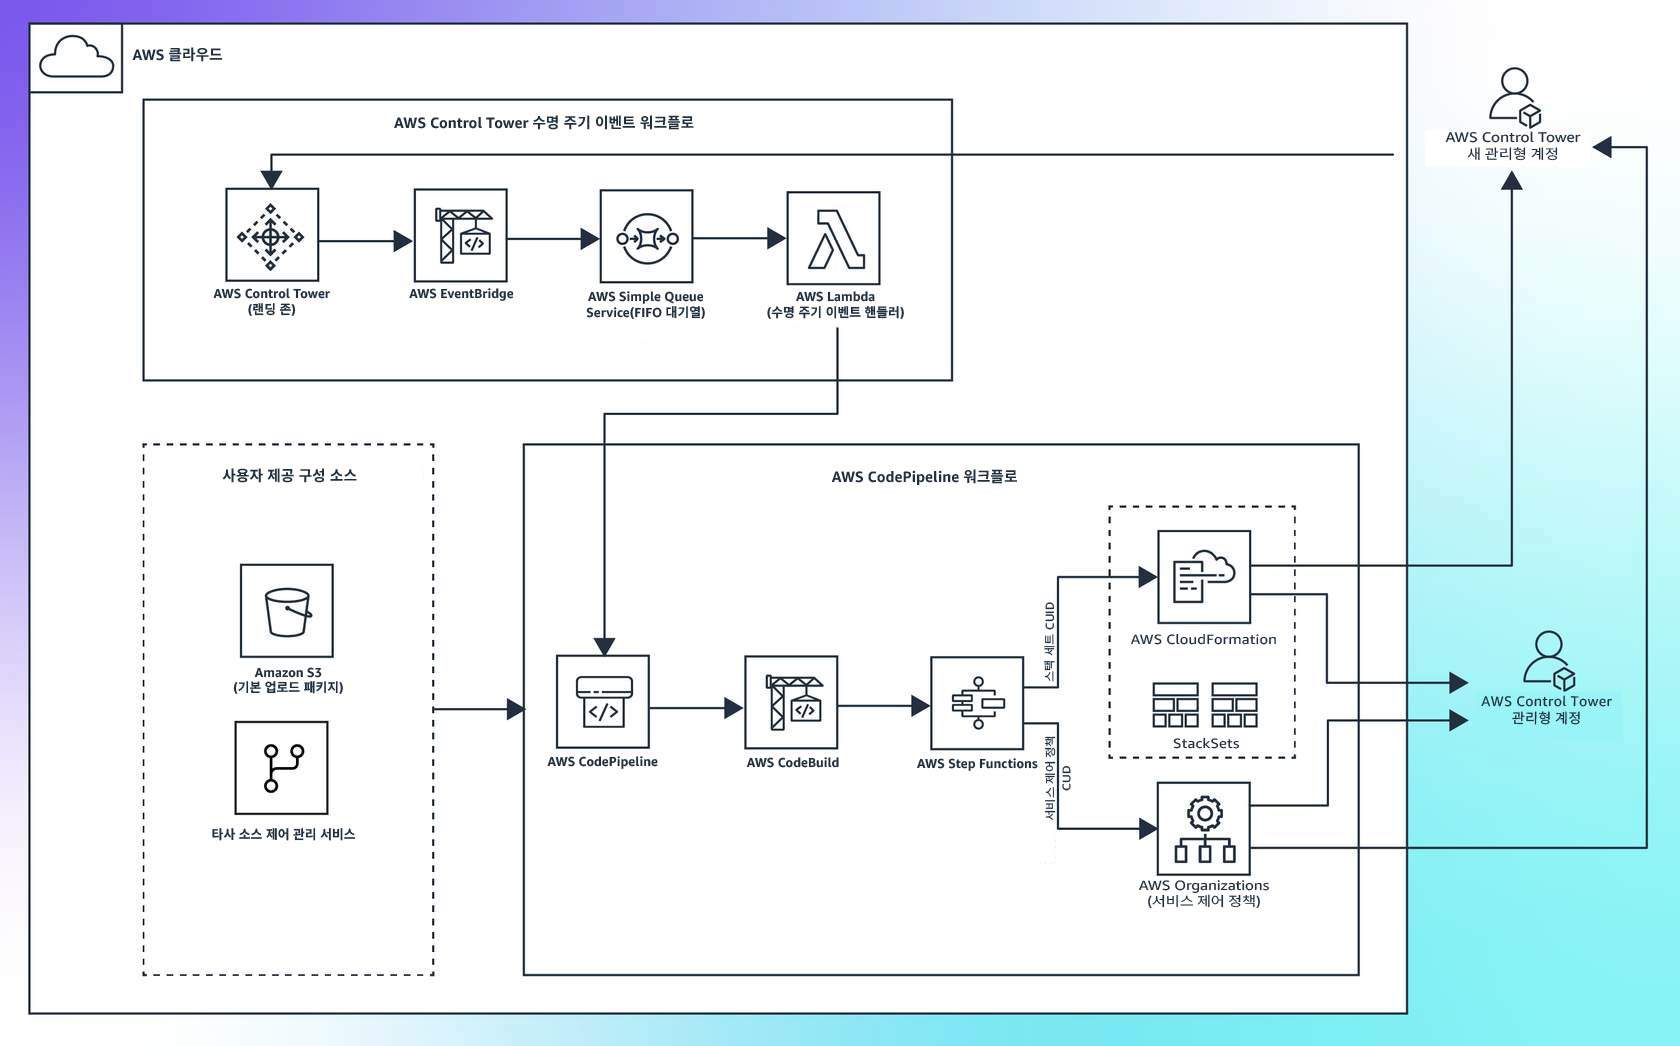 AWS 클라우드
AWS Control Tower 수명 주기 이벤트 워크플로
AWS Control Tower
(랜딩 존)
AWS EventBridge
AWS Simple Queue
Service(FIFO 대기열)
AWS Lambda
(수명 주기 이벤트 핸들러)
AWS Control Tower
새 관리형 계정
사용자 제공 구성 소스
Amazon S3
(기본 업로드 패키지)
타사 소스 제어 관리 서비스
AWS CodePipeline 워크플로
AWS CodePipeline
AWS CodeBuild
AWS Step Functions
스택 세트 CUID
서비스 제어 정책
CUD
AWS CloudFormation
StackSets
AWS Organizations
(서비스 제어 정책)
AWS Control Tower
관리형 계정